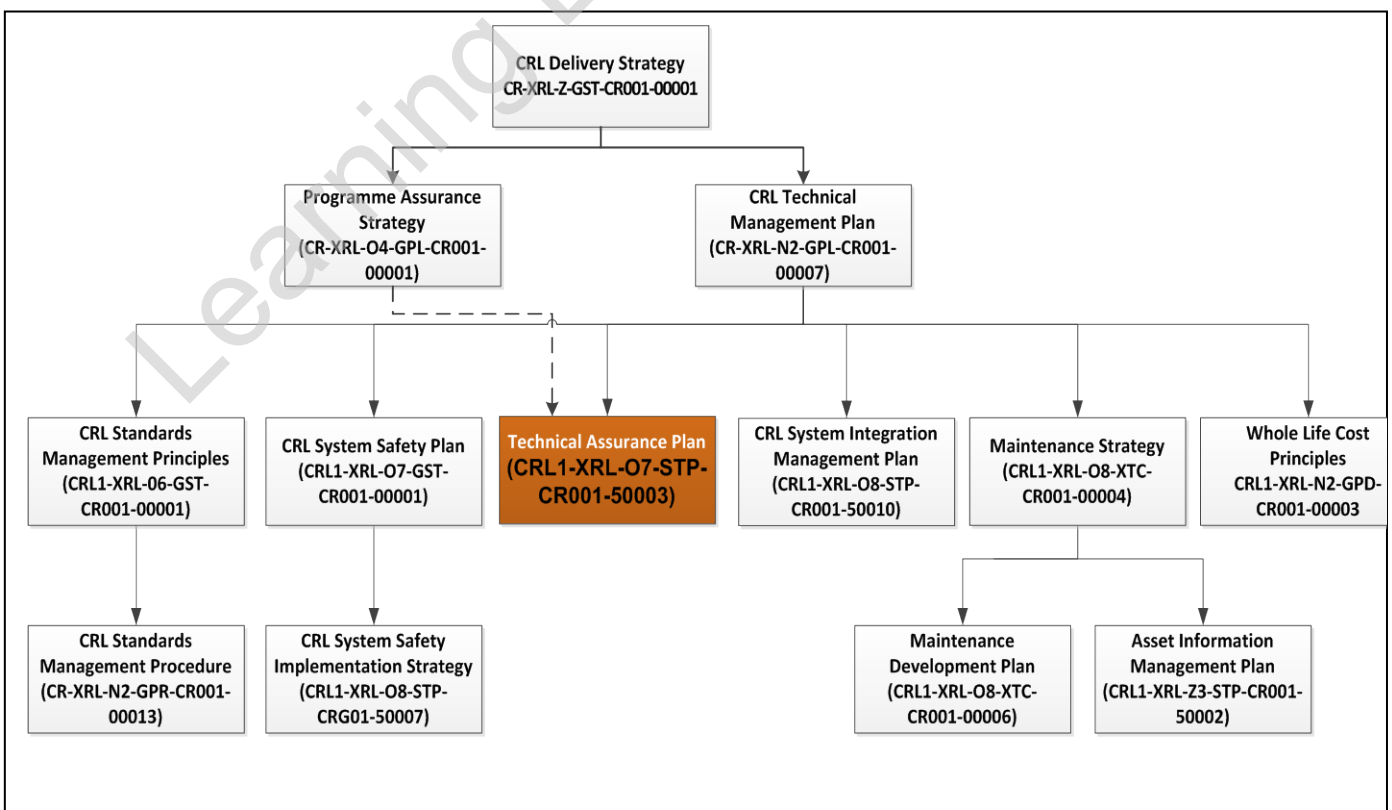 CRL Delivery Strategy
CR-XRL-Z-GST-CR001-00001
Programme Assurance
Strategy
(CR-XRL-O4-GPL-CR001-
00001)
CRL Technical
Management Plan
(CR-XRL-N2-GPL-CR001-
00007)
CRL Standards
Management Principles
(CRL1-XRL-06-GST-
CR001-00001)
CRL System Safety Plan
(CRL1-XRL-O7-GST-
CR001-00001)
Technical Assurance Plan
(CRL1-XRL-O7-STP-
CR001-50003)
CRL System Integration
Management Plan
(CRL1-XRL-O8-STP-
CR001-50010)
Maintenance Strategy
(CRL1-XRL-O8-XTC-
CR001-00004)
Whole Life Cost
Principles
CRL1-XRL-N2-GPD-
CR001-00003
CRL Standards
Management Procedure
(CR-XRL-N2-GPR-CR001-
00013)
CRL System Safety
Implementation Strategy
(CRL1-XRL-O8-STP-
CRG01-50007)
Maintenance
Development Plan
(CRL1-XRL-O8-XTC-
CR001-00006)
Asset Information
Management Plan
(CRL1-XRL-Z3-STP-CR001-
50002)
Learning